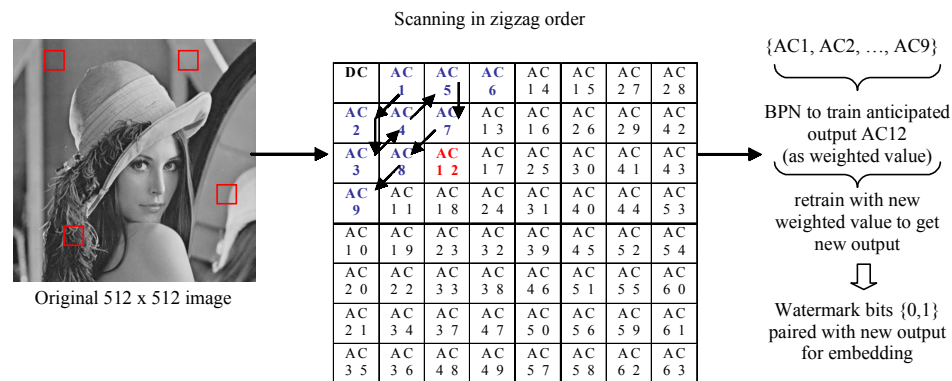 Scanning in zigzag order
Original 512 x 512 image
DC AC 1 AC 5 AC 6 AC 14 AC 15 AC 27 AC 28
AC 2 AC 4 AC 7 AC 13 AC 16 AC 26 AC 29 AC 42
AC 3 AC 8 AC 12 AC 17 AC 25 AC 30 AC 41 AC 43
AC 9 AC 11 AC 18 AC 24 AC 31 AC 40 AC 44 AC 53
AC 10 AC 19 AC 23 AC 32 AC 39 AC 45 AC 52 AC 54
AC 20 AC 22 AC 33 AC 38 AC 46 AC 51 AC 55 AC 60
AC 21 AC 34 AC 37 AC 47 AC 50 AC 56 AC 59 AC 61
AC 35 AC 36 AC 48 AC 49 AC 57 AC 58 AC 62 AC 63
{AC1, AC2, …, AC9}
BPN to train anticipated
output AC12
(as weighted value)
retrain with new
weighted value to get
new output
Watermark bits {0,1}
paired with new output
for embedding